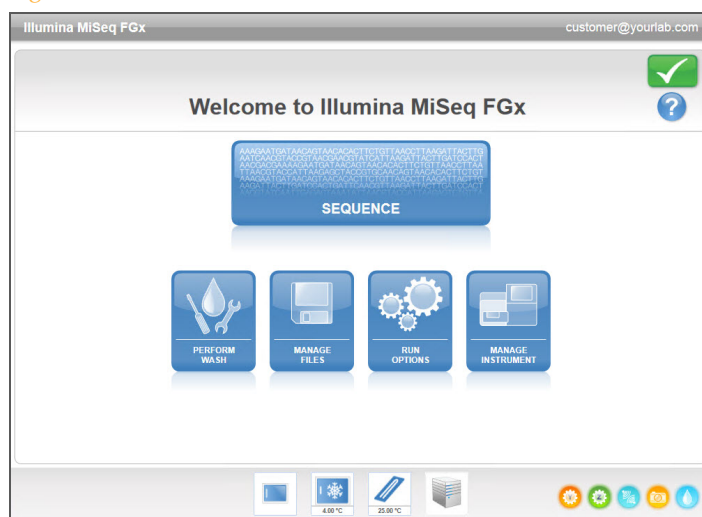 Illumina MiSeq FGx
customer@yourlab.com
Welcome to Illumina MiSeq FGx
SEQUENCE
PERFORM
WASH
MANAGE
FILES
RUN
OPTIONS
MANAGE
INSTRUMENT
4.00 °C
25.00 °C